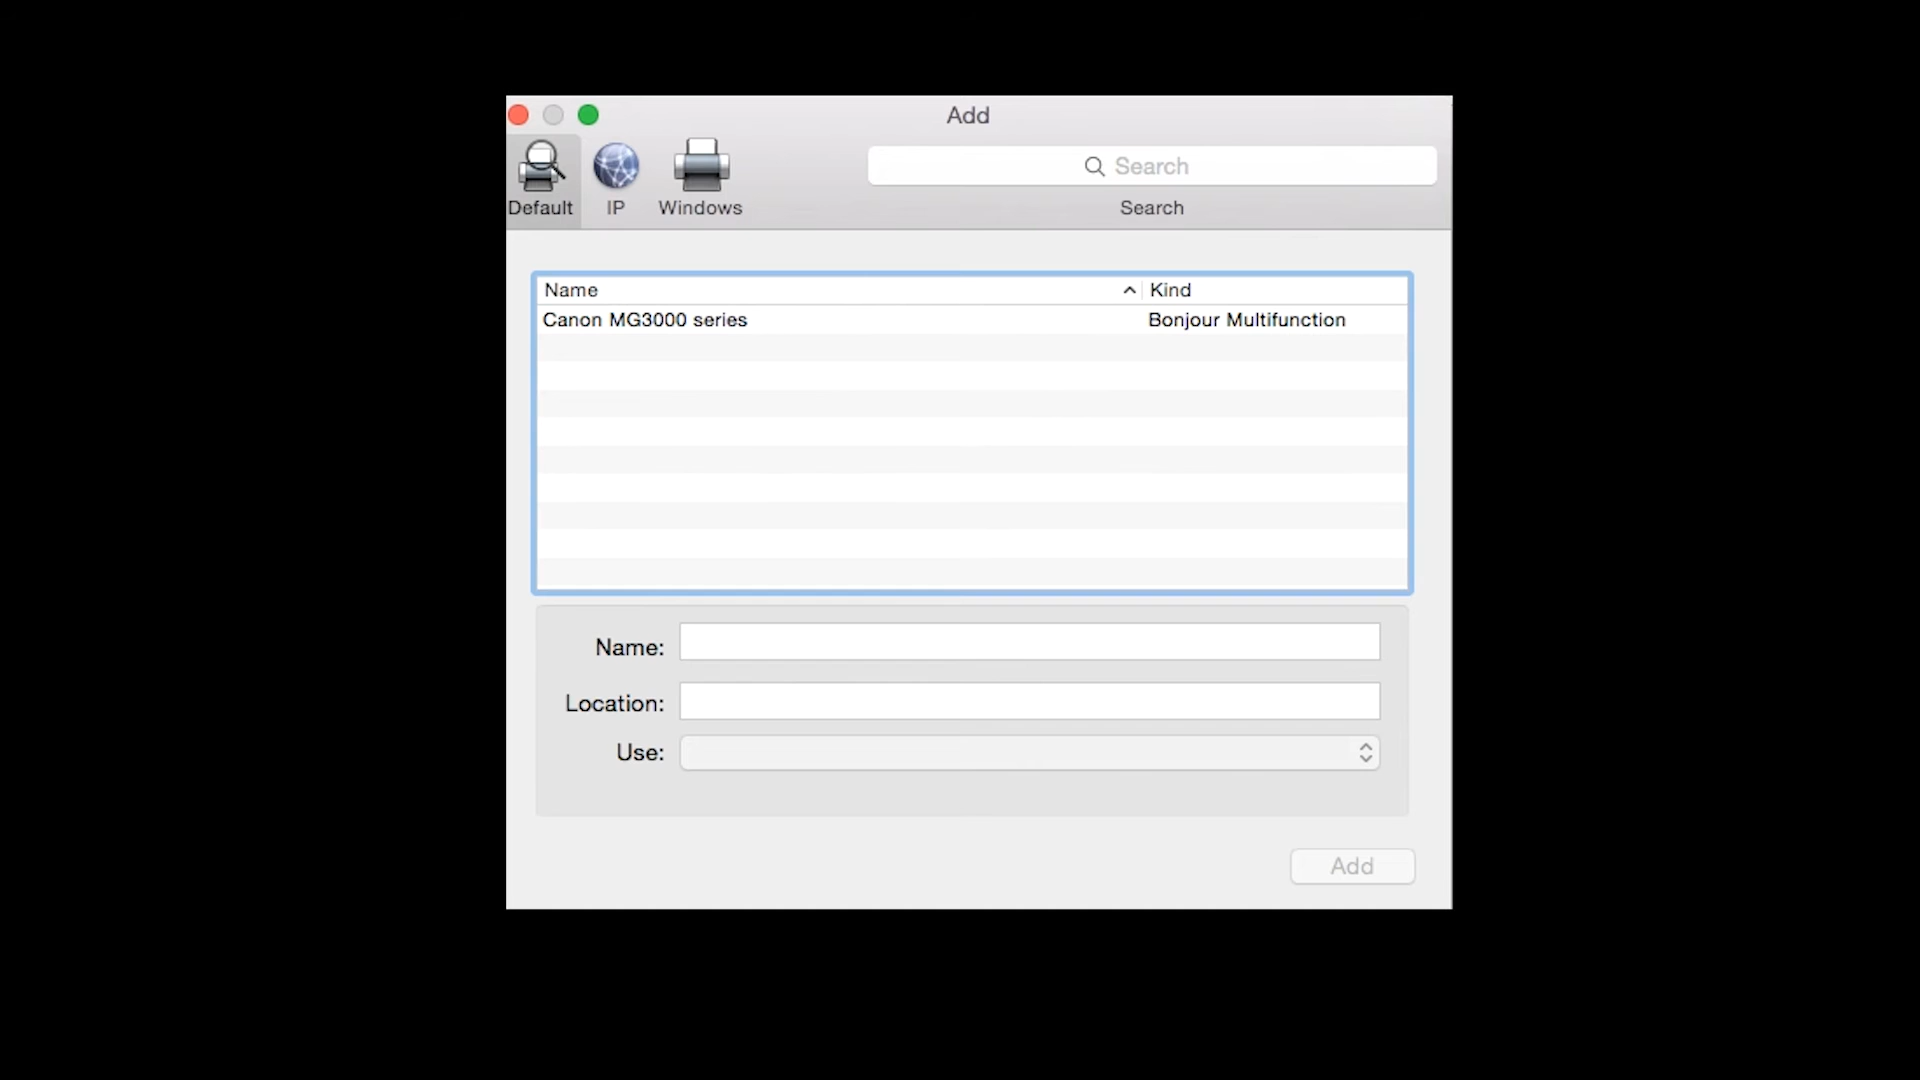 Add
Default IP Windows
Search
Search
Name Kind
Canon MG3000 series Bonjour Multifunction
Name:
Location:
Use:
Add